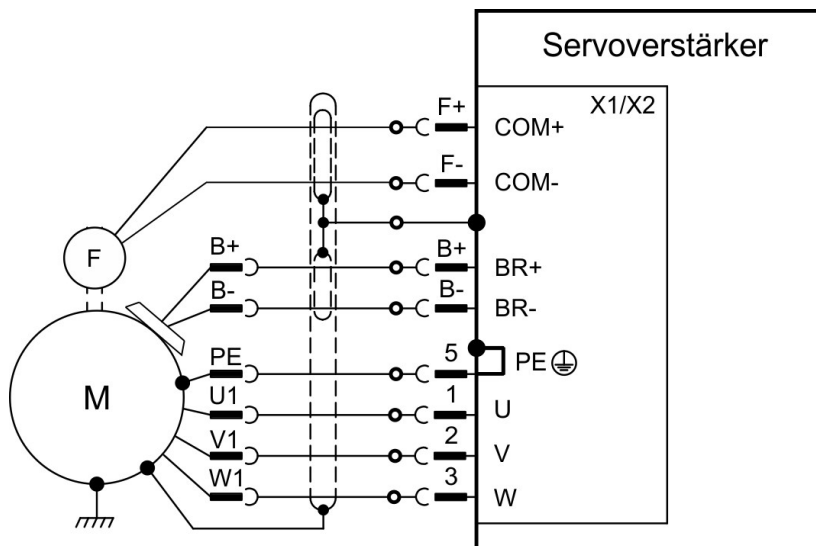 Servoverstärker
X1/X2
F+
COM+
F-
COM-
F
B+
B+
BR+
B-
B-
BR-
PE
5
PE
M
U1
1
U
V1
2
V
W1
3
W